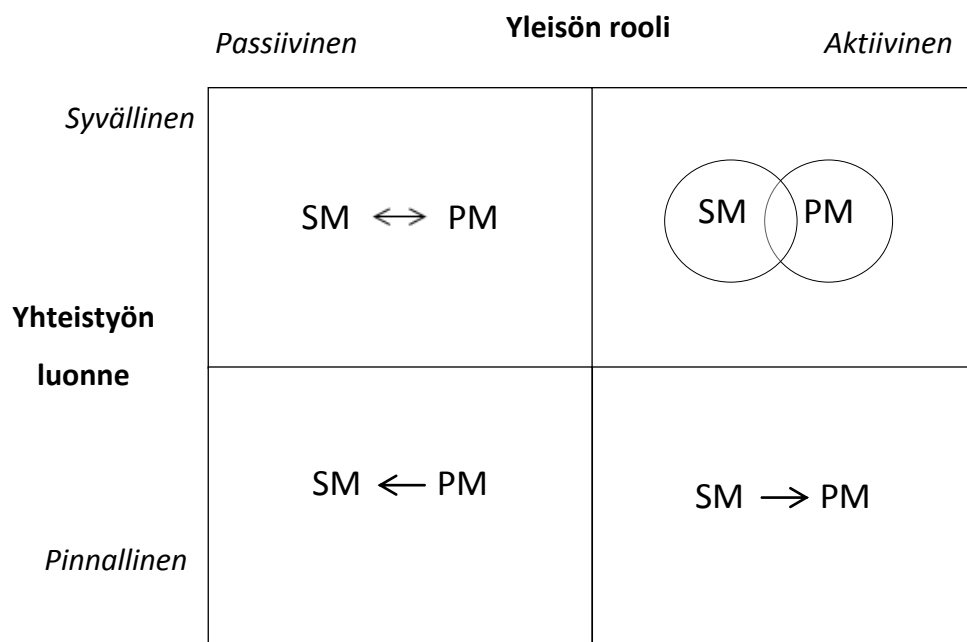 Yleisön rooli
Passiivinen Aktiivinen
Syvällinen
SM PM SM PM
Yhteistyön
luonne
SM PM SM PM
Pinnallinen